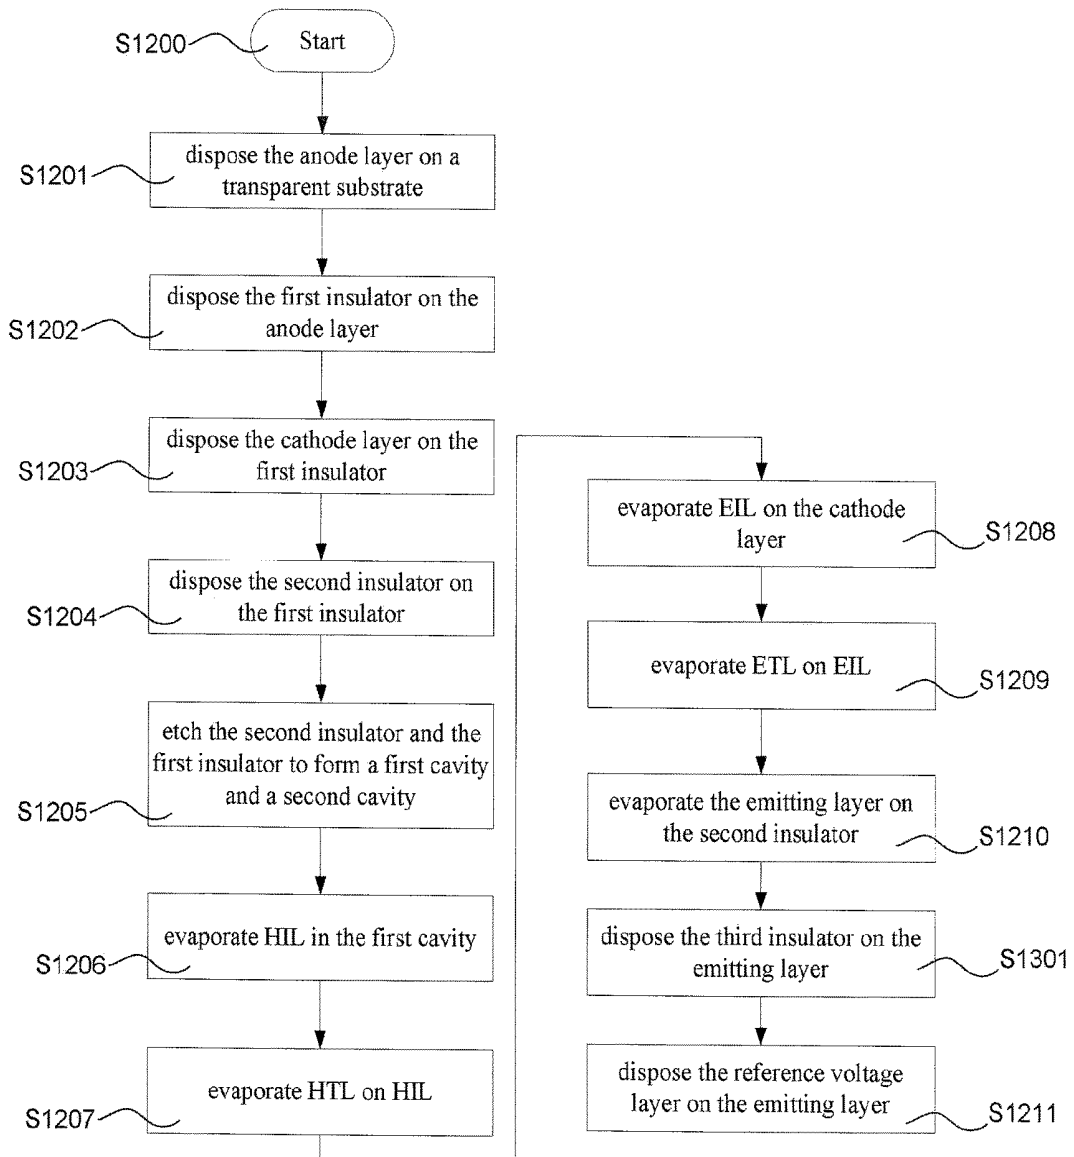 S1200
Start
S1201
dispose the anode layer on a
transparent substrate
S1202
dispose the first insulator on the
anode layer
S1203
dispose the cathode layer on the
first insulator
S1204
dispose the second insulator on
the first insulator
S1205
etch the second insulator and the
first insulator to form a first cavity
and a second cavity
S1206
evaporate HIL in the first cavity
S1207
evaporate HTL on HIL
evaporate EIL on the cathode
layer
S1208
evaporate ETL on EIL
S1209
evaporate the emitting layer on
the second insulator
S1210
dispose the third insulator on the
emitting layer
S1301
dispose the reference voltage
layer on the emitting layer
S1211